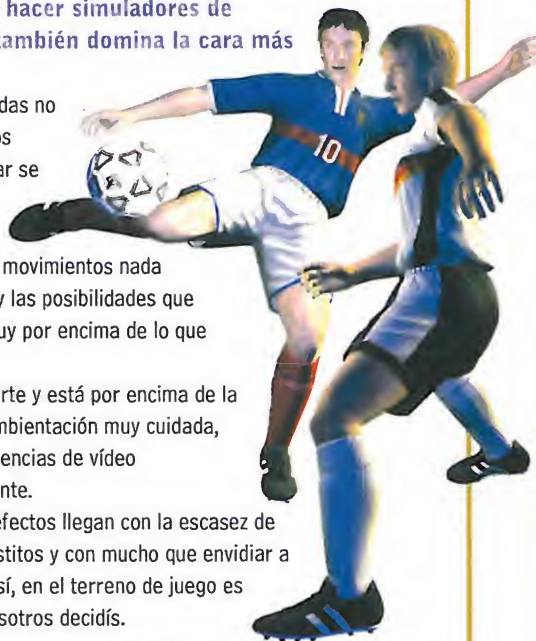 hacer simuladores de
también domina la cara más
das no
os
ar se
movimientos nada
y las posibilidades que
uy por encima de lo que
rte y está por encima de la
mbientación muy cuidada,
encias de vídeo
nte.
efectos llegan con la escasez de
stitos y con mucho que envidiar a
sí, en el terreno de juego es
sotros decidís.
10